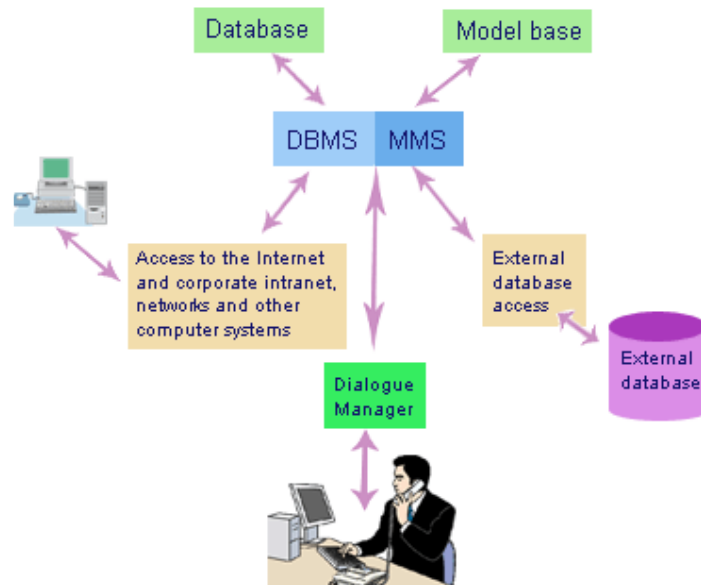 Database
Model base
DBMS
MMS
Access to the Internet
and corporate intranet,
networks and other
computer systems
External
database
access
External
database
Dialogue
Manager